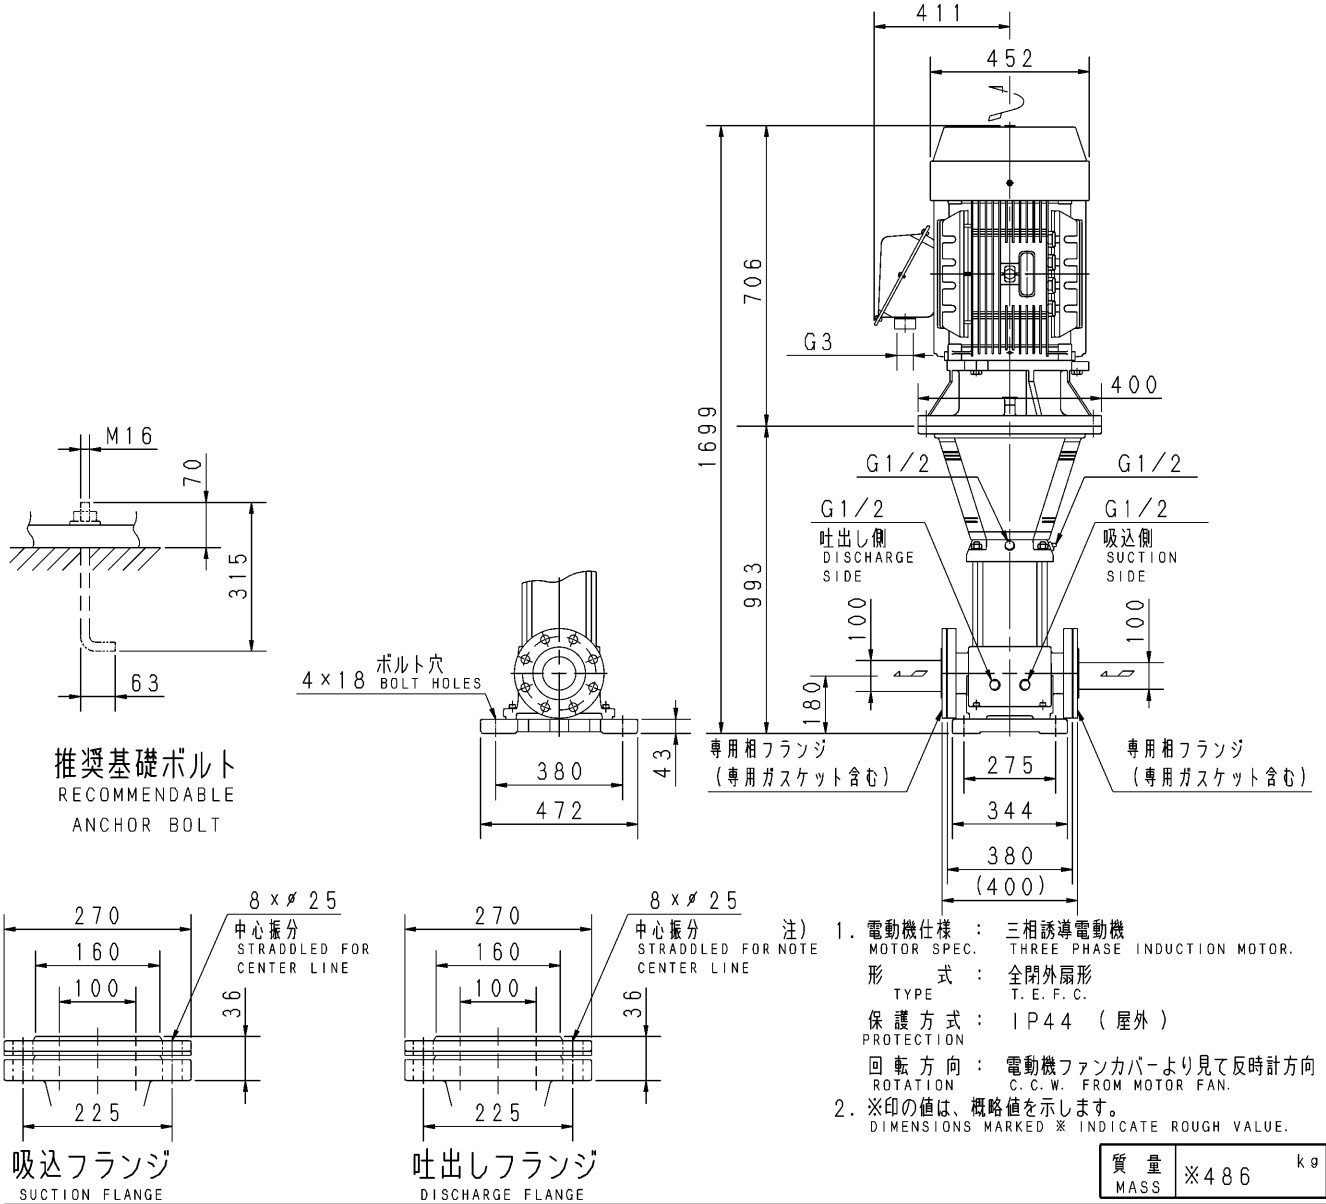 411
452
706
1699
G3
400
G1/2
G1/2
G1/2
吐出し側
DISCHARGE
SIDE
G1/2
吸込側
SUCTION
SIDE
993
100
100
180
専用相フランジ
(専用ガスケット含む)
専用相フランジ
(専用ガスケット含む)
275
344
380
(400)
M16
70
315
63
推奨基礎ボルト
RECOMMENDABLE
ANCHOR BOLT
ボルト穴
4×18 BOLT HOLES
43
380
472
270
160
100
36
8×ø25
中心振分
STRADDLED FOR
CENTER LINE
225
吸込フランジ
SUCTION FLANGE
270
160
100
36
8×ø25
中心振分
STRADDLED FOR
CENTER LINE
225
吐出しフランジ
DISCHARGE FLANGE
注)
NOTE
1. 電動機仕様 : 三相誘導電動機
MOTOR SPEC. THREE PHASE INDUCTION MOTOR.
形 式 : 全閉外扇形
TYPE T.E.F.C.
保護方式 : IP44 (屋外)
PROTECTION
回転方向 : 電動機ファンカバーより見て反時計方向
ROTATION C.C.W. FROM MOTOR FAN.
2. ※印の値は、概略値を示します。
DIMENSIONS MARKED ※ INDICATE ROUGH VALUE.
質量 ※486 kg
MASS